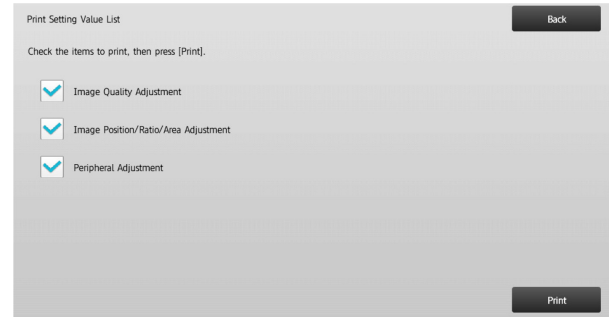 Print Setting Value List
Back
Check the items to print, then press [Print].
Image Quality Adjustment
Image Position/Ratio/Area Adjustment
Peripheral Adjustment
Print